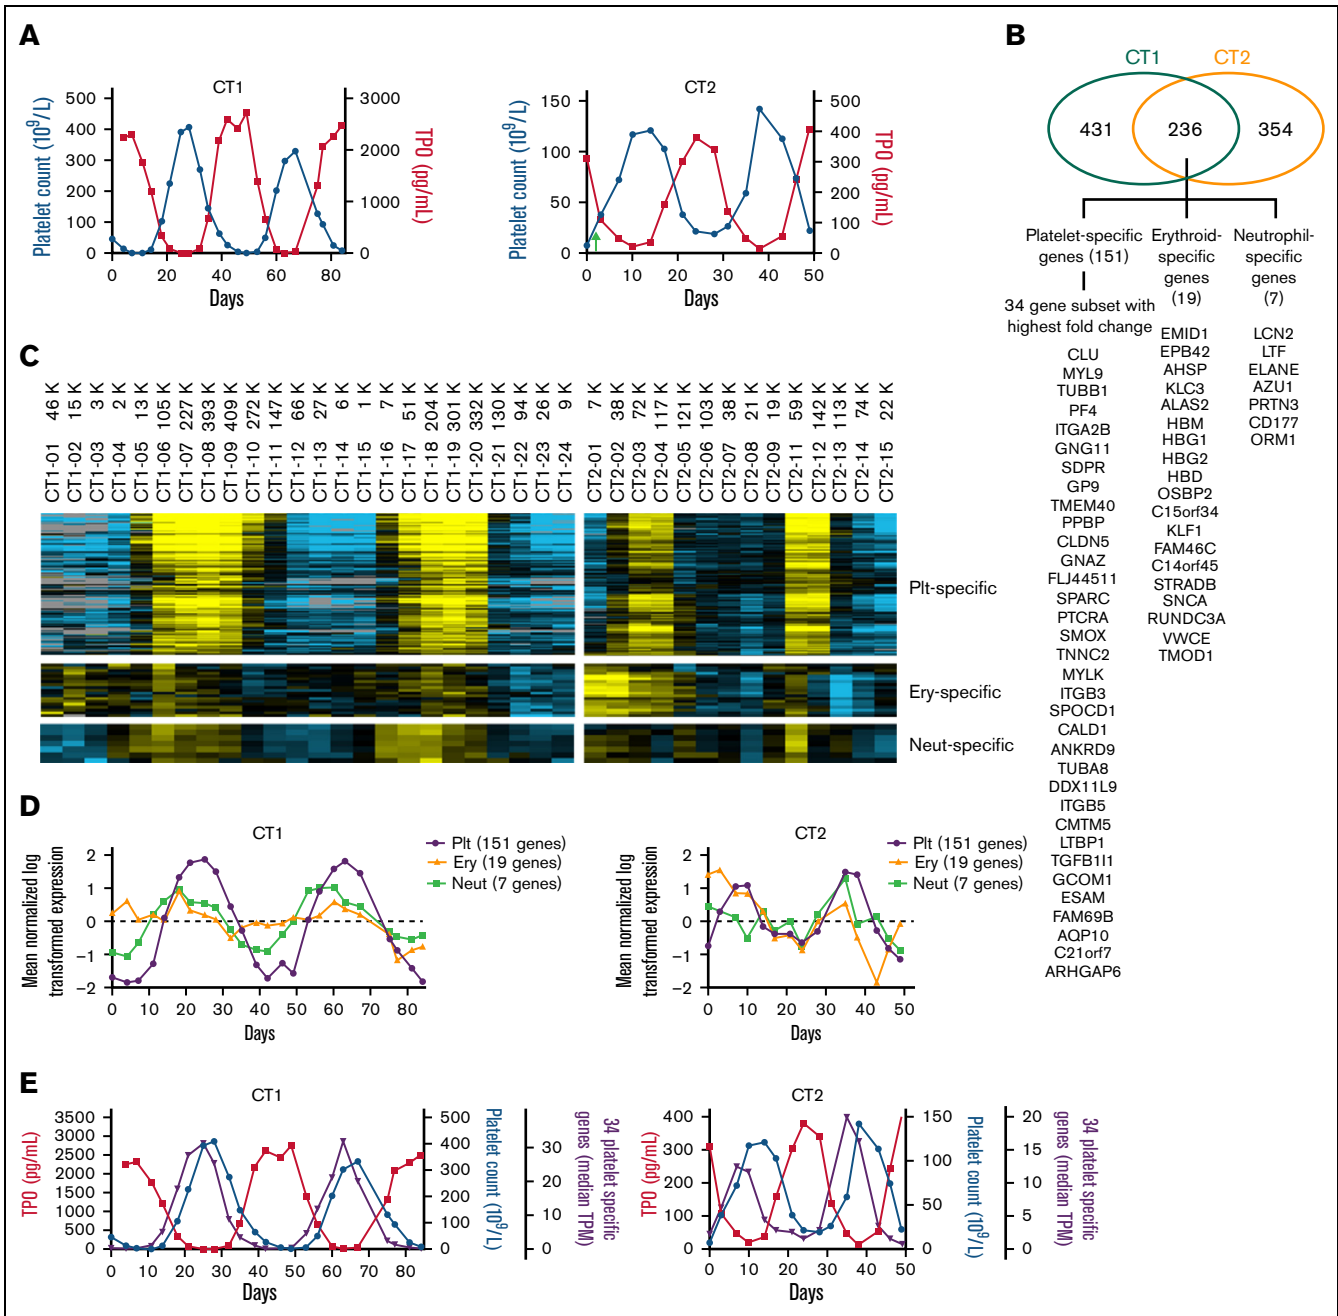 A
CT1
Platelet count (10⁹/L)
500
400
300
200
100
0
3000
2000
1000
0
TPO (pg/mL)
0 20 40 60 80
Days
CT2
Platelet count (10⁹/L)
150
100
50
0
500
400
300
200
100
0
TPO (pg/mL)
0 10 20 30 40 50
Days
B
CT1 CT2
431 236 354
Platelet-specific
genes (151)
34 gene subset with
highest fold change
CLU
MYL9
TUBB1
PF4
ITGA2B
GNG11
SDPR
GP9
TMEM40
PPBP
CLDN5
GNAZ
FLJ44511
SPARC
PTCRA
SMOX
TNNC2
MYLK
ITGB3
SPOCD1
CALD1
ANKRD9
TUBA8
DDX11L9
ITGB5
CMTM5
LTBP1
TGFB1I1
GCOM1
ESAM
FAM69B
AQP10
C21orf7
ARHGAP6
Erythroid-
specific
genes
(19)
EMID1
EPB42
AHSP
KLC3
ALAS2
HBM
HBG1
HBG2
HBD
OSBP2
C15orf34
KLF1
FAM46C
C14orf45
STRADB
SNCA
RUNDC3A
VWCE
TMOD1
Neutrophil-
specific
genes
(7)
LCN2
LTF
ELANE
AZU1
PRTN3
CD177
ORM1
C
CT1-01 46 K
CT1-02 15 K
CT1-03 3 K
CT1-04 2 K
CT1-05 13 K
CT1-06 105 K
CT1-07 227 K
CT1-08 393 K
CT1-09 409 K
CT1-10 272 K
CT1-11 147 K
CT1-12 66 K
CT1-13 27 K
CT1-14 6 K
CT1-15 1 K
CT1-16 7 K
CT1-17 51 K
CT1-18 204 K
CT1-19 301 K
CT1-20 332 K
CT1-21 130 K
CT1-22 94 K
CT1-23 26 K
CT1-24 9 K
CT2-01 7 K
CT2-02 38 K
CT2-03 72 K
CT2-04 117 K
CT2-05 121 K
CT2-06 103 K
CT2-07 38 K
CT2-08 21 K
CT2-09 19 K
CT2-11 59 K
CT2-12 142 K
CT2-13 113 K
CT2-14 74 K
CT2-15 22 K
Plt-specific
Ery-specific
Neut-specific
D
CT1
Mean normalized log
transformed expression
2
1
0
−1
−2
0 10 20 30 40 50 60 70 80
Days
Plt (151 genes)
Ery (19 genes)
Neut (7 genes)
CT2
Mean normalized log
transformed expression
2
1
0
−1
−2
0 10 20 30 40 50
Days
Plt (151 genes)
Ery (19 genes)
Neut (7 genes)
E
CT1
TPO (pg/mL)
3500
3000
2500
2000
1500
1000
500
0
0 20 40 60 80
Days
500
400
300
200
100
0
Platelet count (10⁹/L)
30
20
10
0
34 platelet specific
genes (median TPM)
CT2
TPO (pg/mL)
400
300
200
100
0
0 10 20 30 40 50
Days
150
100
50
0
Platelet count (10⁹/L)
20
15
10
5
0
34 platelet specific
genes (median TPM)